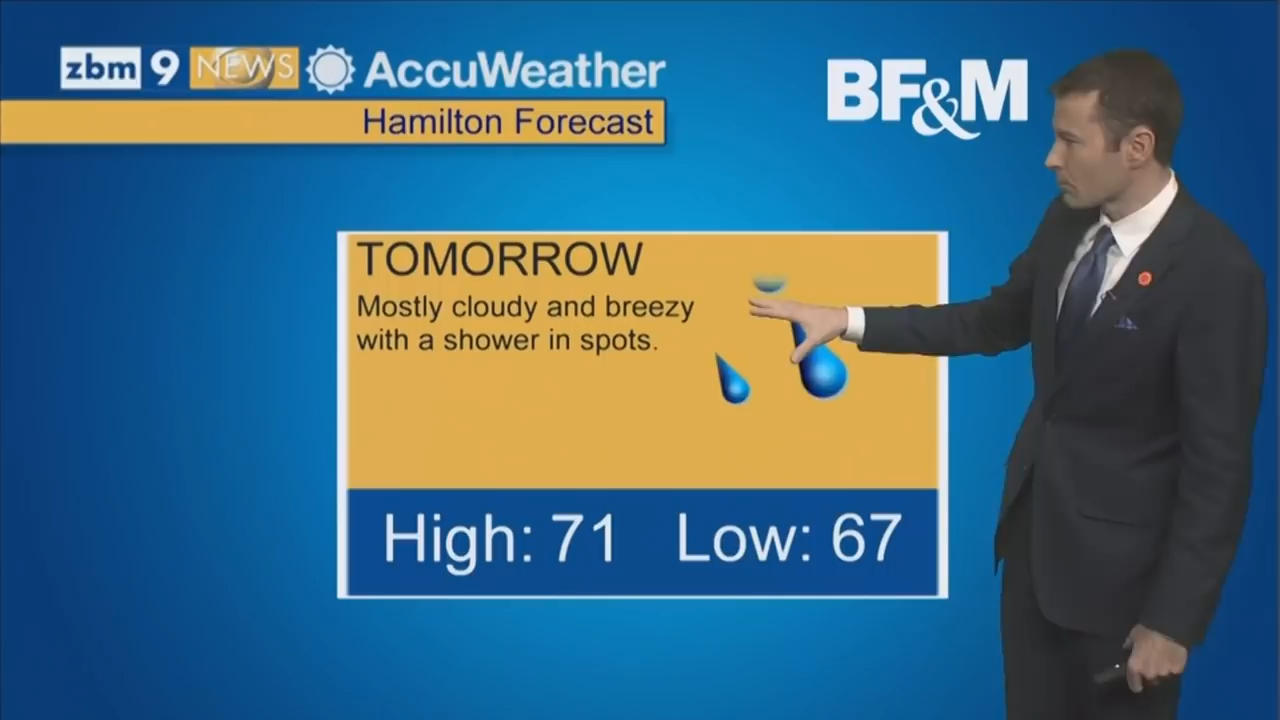 zbm 9 NEWS AccuWeather
BF&M
Hamilton Forecast
TOMORROW
Mostly cloudy and breezy
with a shower in spots.
High: 71 Low: 67